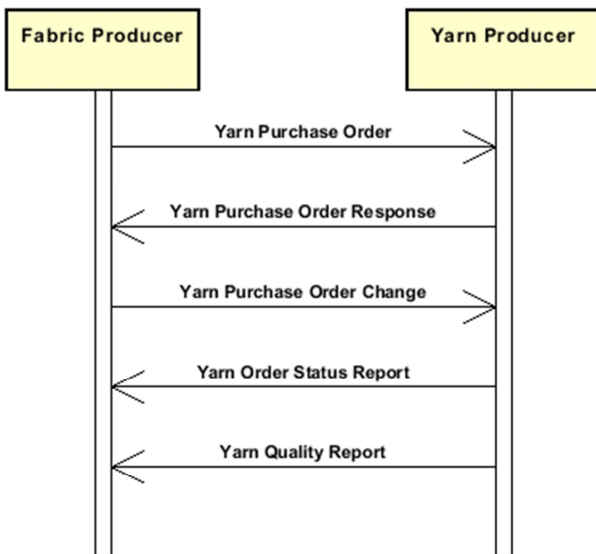 Fabric Producer
Yarn Producer
Yarn Purchase Order
Yarn Purchase Order Response
Yarn Purchase Order Change
Yarn Order Status Report
Yarn Quality Report